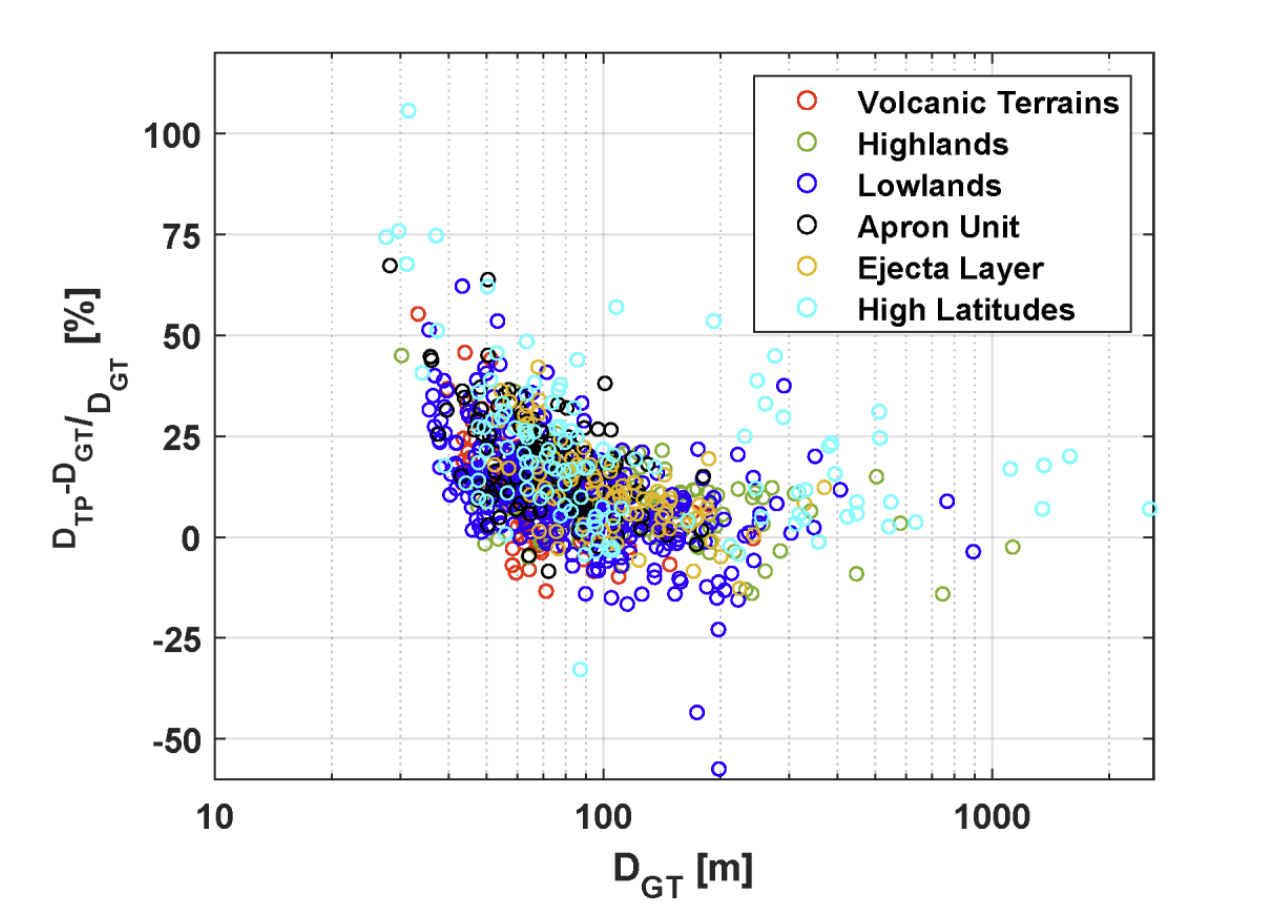 100
75
50
25
0
-25
-50
10
100
1000
D_TP-D_GT/D_GT [%]
D_GT [m]
Volcanic Terrains
Highlands
Lowlands
Apron Unit
Ejecta Layer
High Latitudes